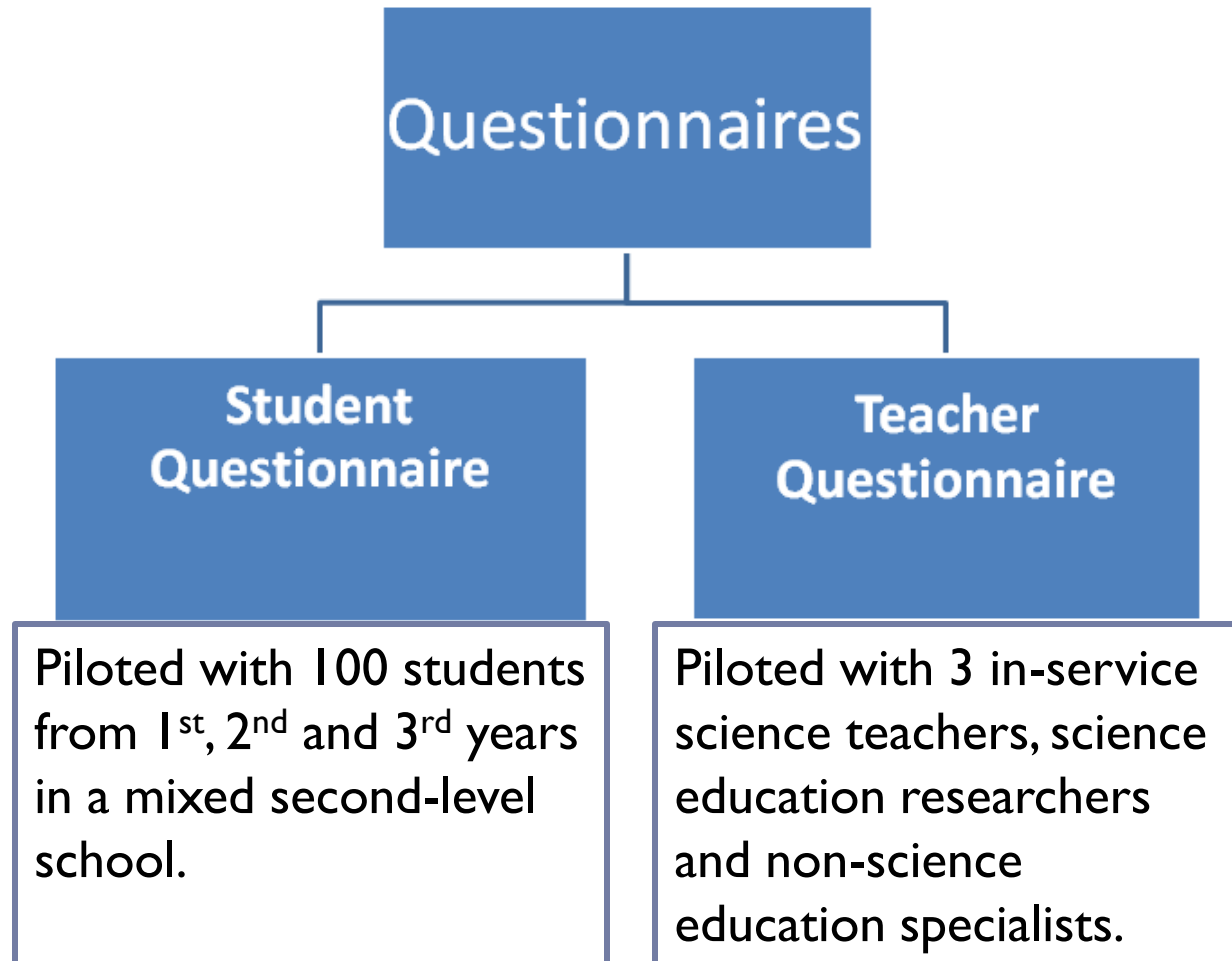 Questionnaires
Student
Questionnaire
Piloted with 100 students
from 1st, 2nd and 3rd years
in a mixed second-level
school.
Teacher
Questionnaire
Piloted with 3 in-service
science teachers, science
education researchers
and non-science
education specialists.